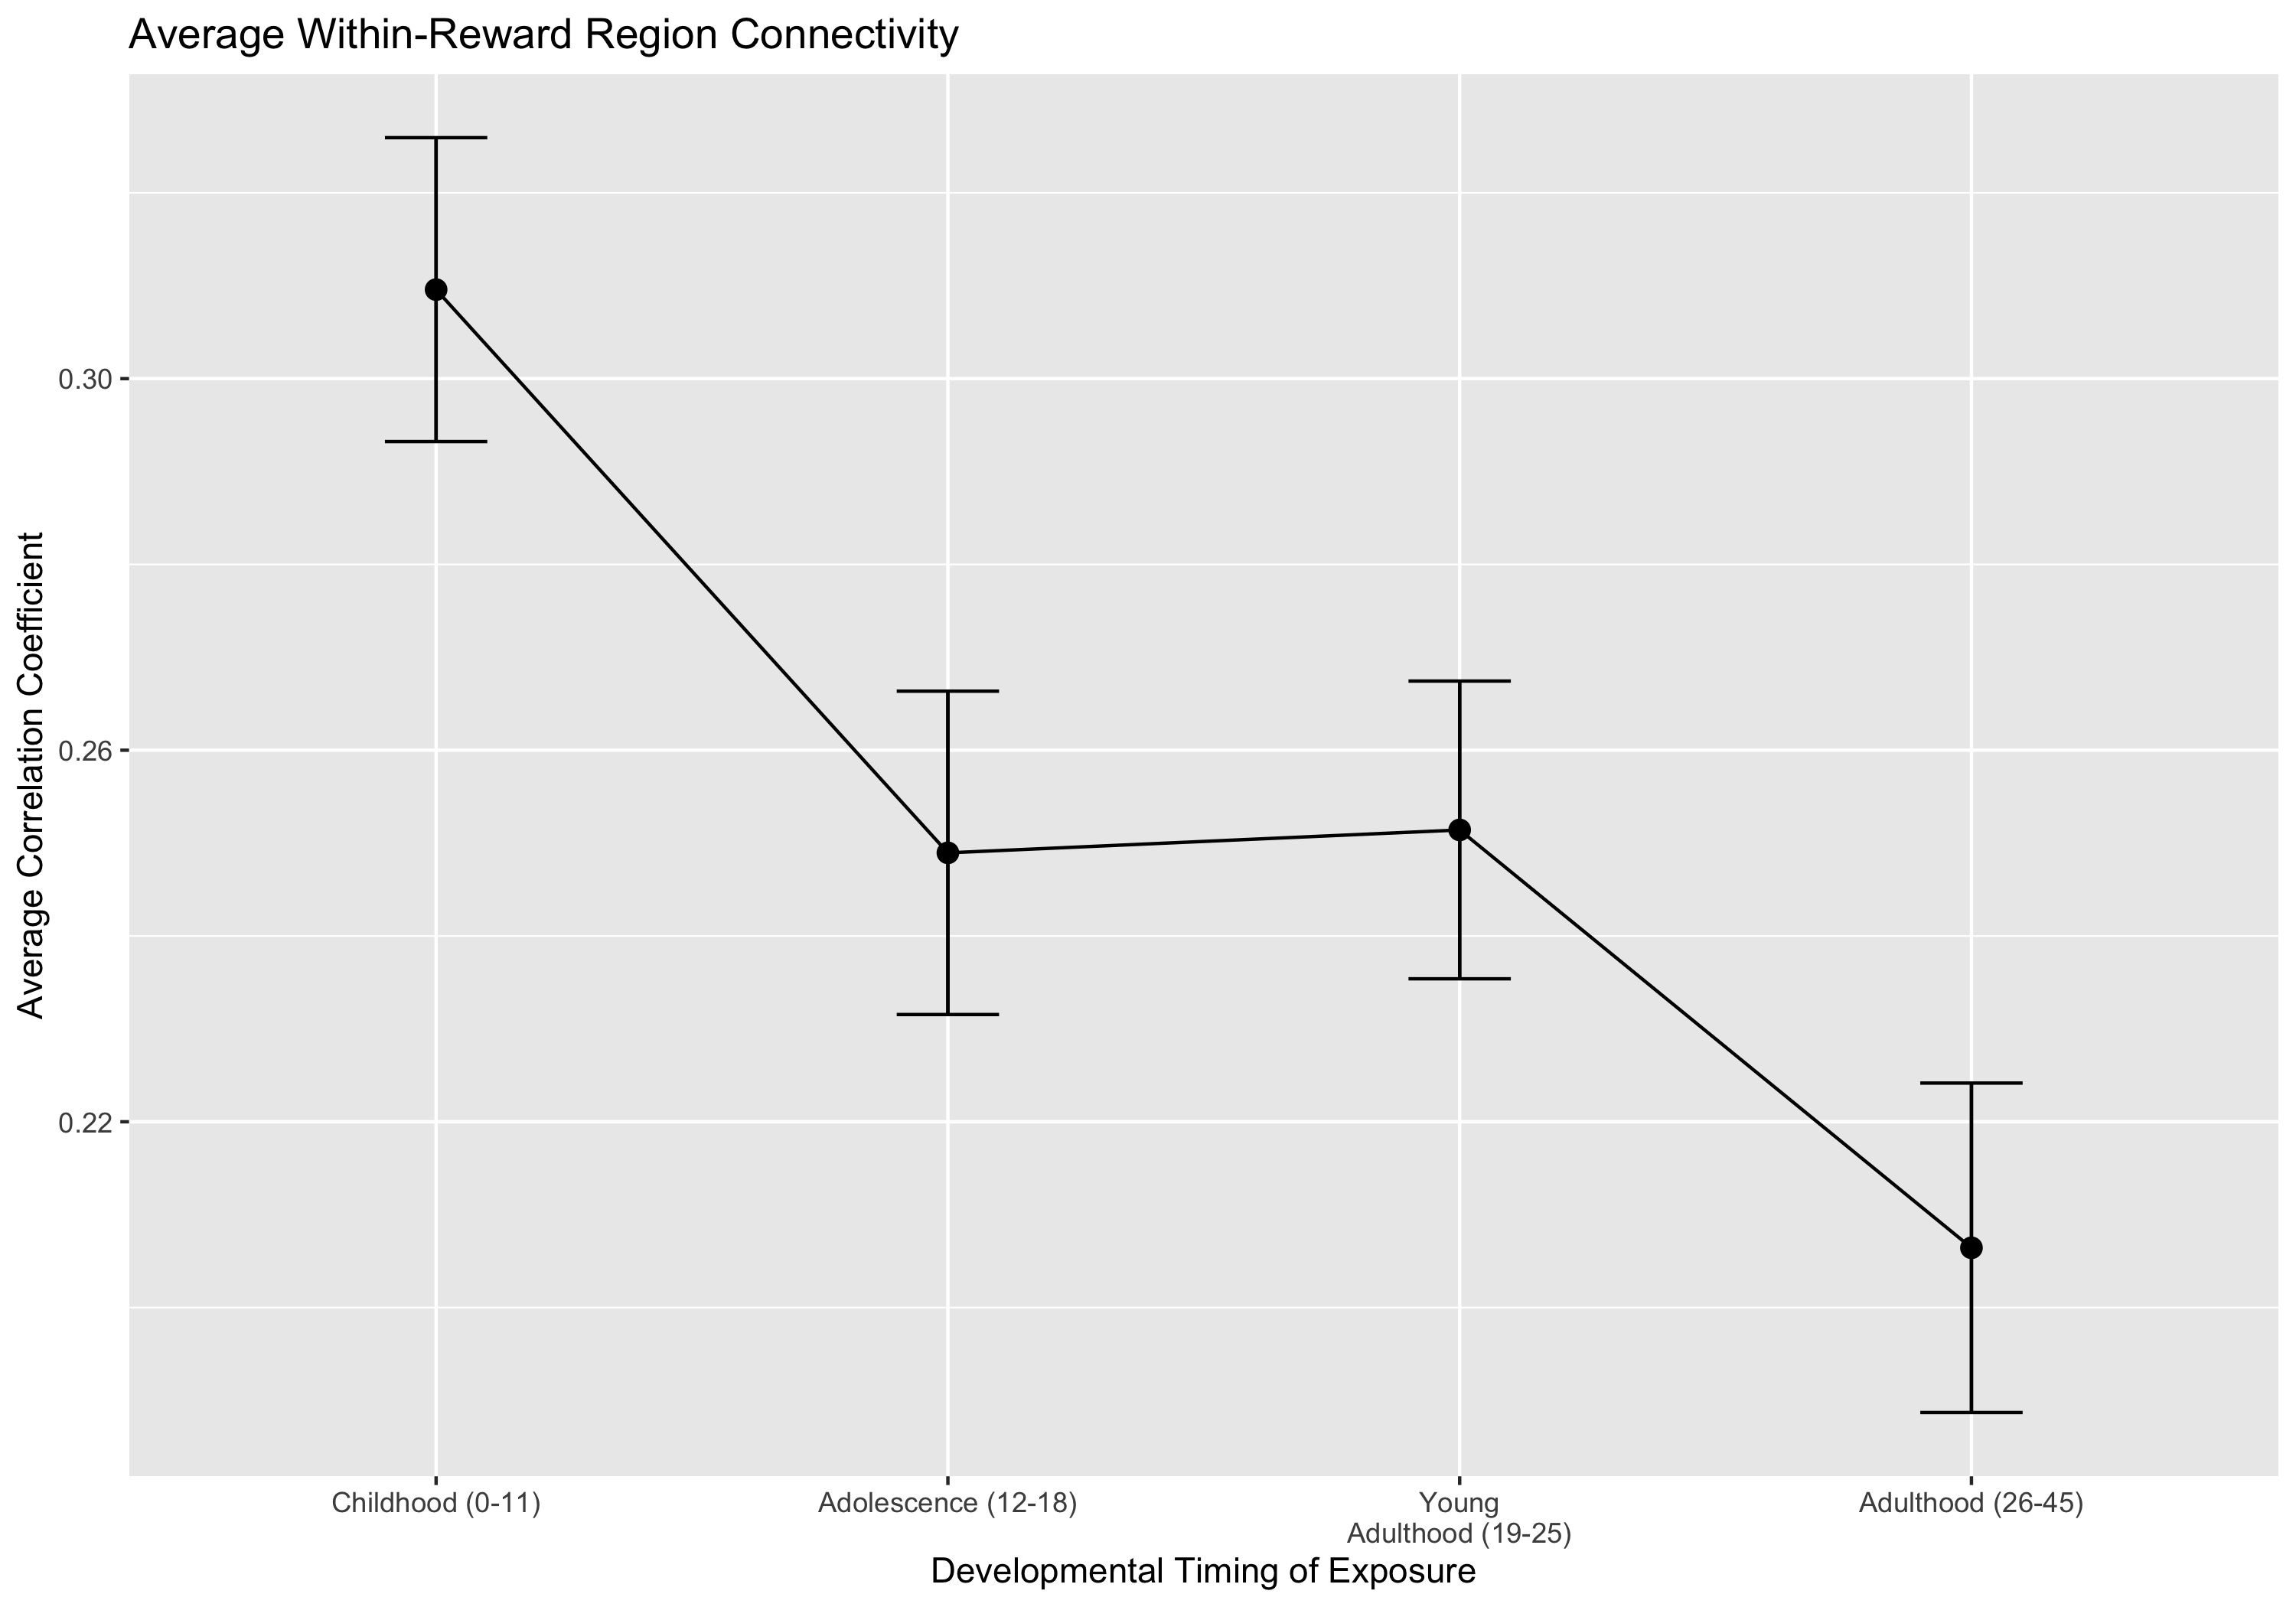 Average Within-Reward Region Connectivity
Average Correlation Coefficient
0.30
0.26
0.22
Childhood (0-11)
Adolescence (12-18)
Young
Adulthood (19-25)
Adulthood (26-45)
Developmental Timing of Exposure